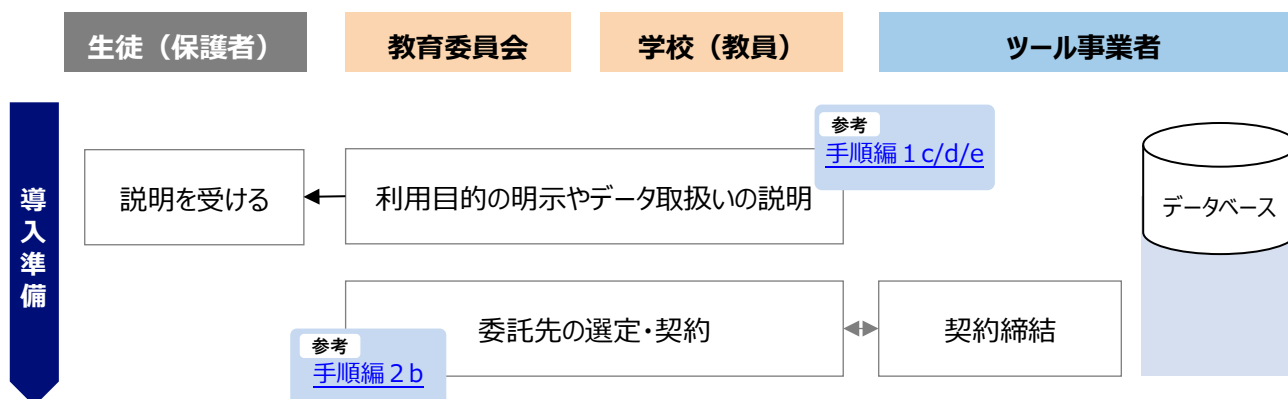 生徒（保護者）
教育委員会
学校（教員）
ツール事業者
導入準備
参考
手順編１c/d/e
説明を受ける
利用目的の明示やデータ取扱いの説明
データベース
委託先の選定・契約
契約締結
参考
手順編２b